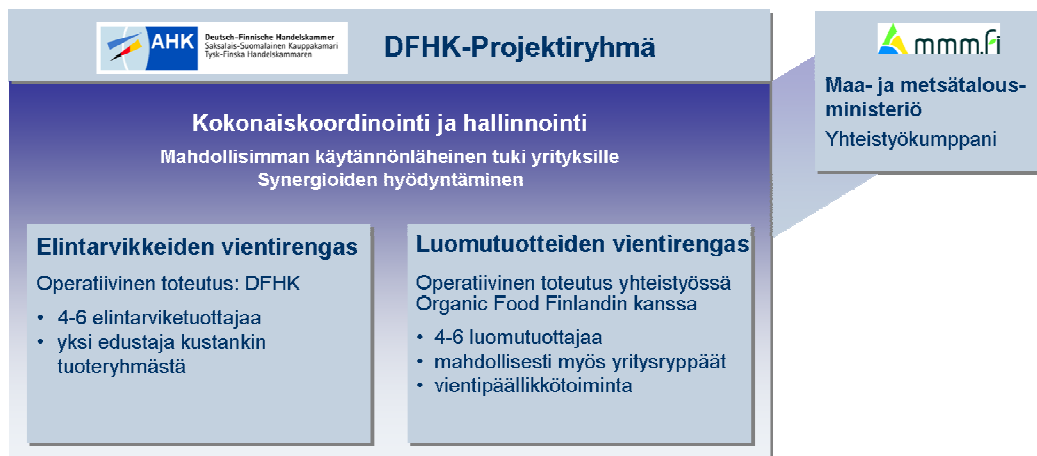 AHK
Deutsch-Finnische Handelskammer
Saksalais-Suomalainen Kauppakamari
Tysk-Finska Handelskammaren
DFHK-Projektiryhmä
mmm.fi
Maa- ja metsätalous-
ministeriö
Yhteistyökumppani
Kokonaiskoordinointi ja hallinnointi
Mahdollisimman käytännönläheinen tuki yrityksille
Synergioiden hyödyntäminen
Elintarvikkeiden vientirengas
Operatiivinen toteutus: DFHK
• 4-6 elintarviketuottajaa
• yksi edustaja kustankin
tuoteryhmästä
Luomutuotteiden vientirengas
Operatiivinen toteutus yhteistyössä
Organic Food Finlandin kanssa
• 4-6 luomutuottajaa
• mahdollisesti myös yritysryppäät
• vientipäällikkötoiminta